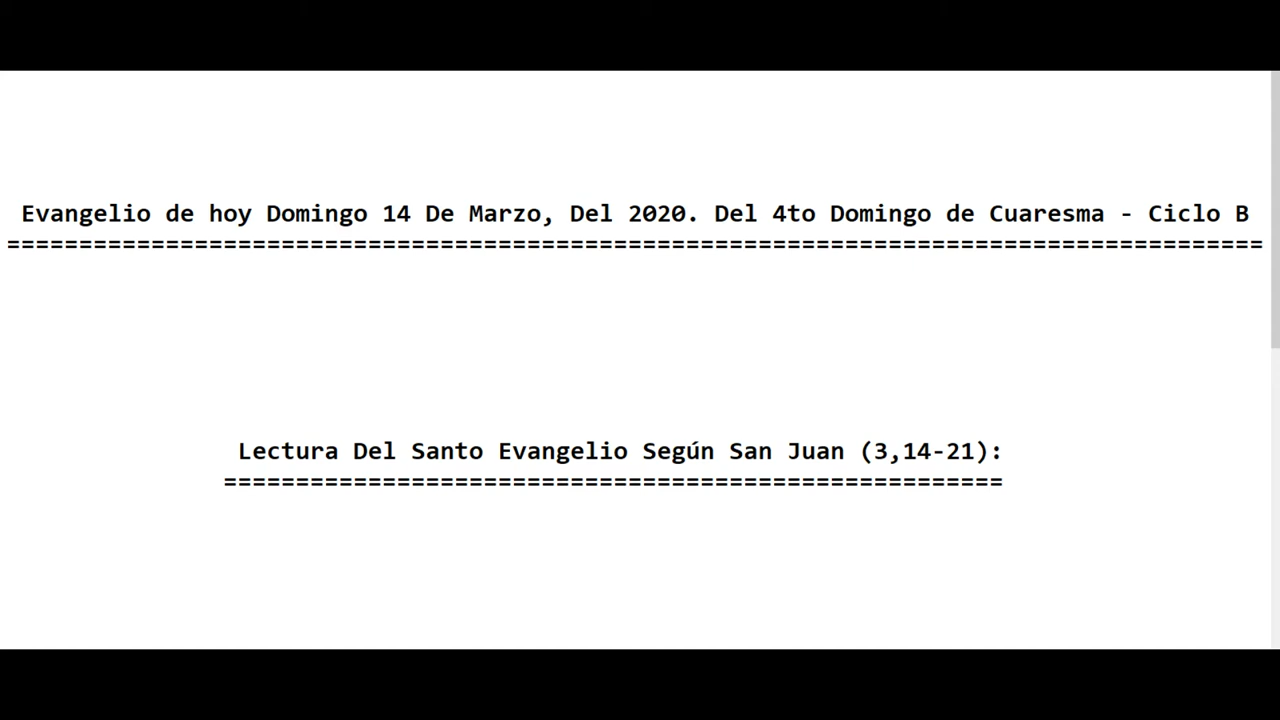 Evangelio de hoy Domingo 14 De Marzo, Del 2020. Del 4to Domingo de Cuaresma - Ciclo B
=======================================================================================
Lectura Del Santo Evangelio Según San Juan (3,14-21):
======================================================